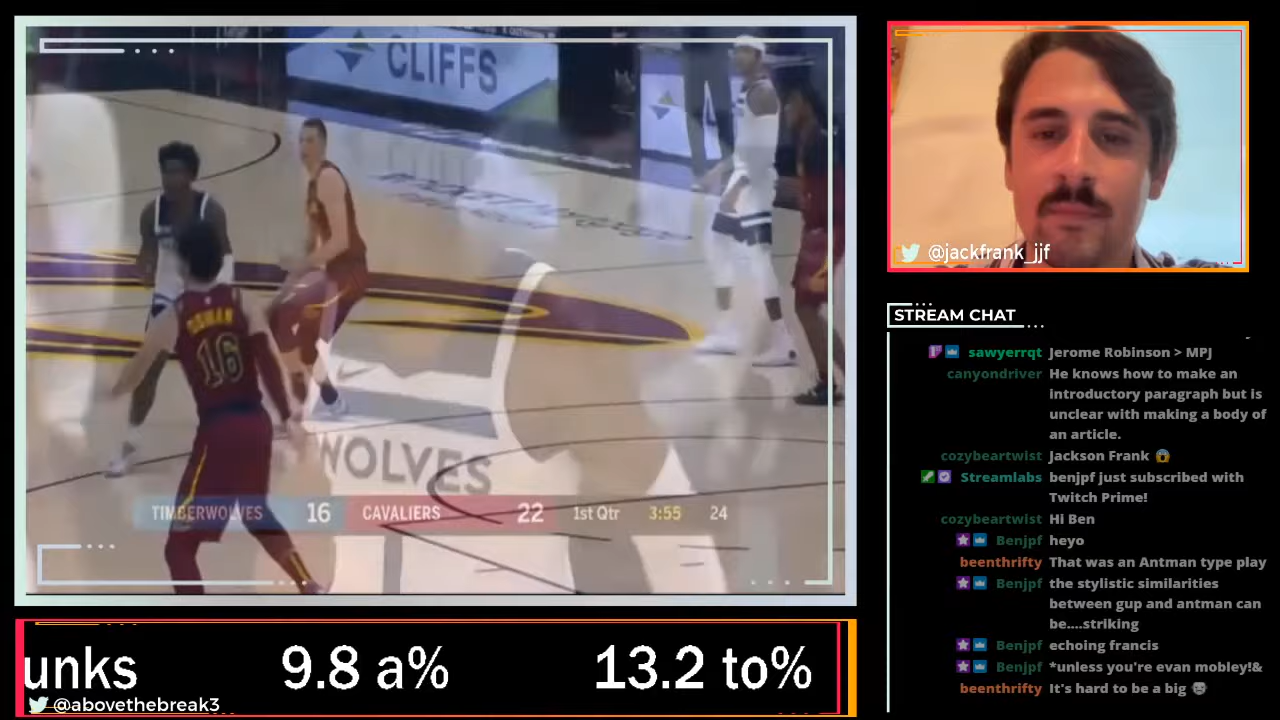 CLIFFS
16
WOLVES
TIMBERWOLVES 16 CAVALIERS 22 1st Qtr 3:55 24
unks 9.8 a% 13.2 to%
@abovethebreak3
@jackfrank_jjf
STREAM CHAT
sawyerrqt Jerome Robinson > MPJ
canyondriver He knows how to make an
introductory paragraph but is
unclear with making a body of
an article.
cozybeartwist Jackson Frank 😱
Streamlabs benjpf just subscribed with
Twitch Prime!
cozybeartwist Hi Ben
Benjpf heyo
beenthrifty That was an Antman type play
Benjpf the stylistic similarities
between gup and antman can
be....striking
Benjpf echoing francis
Benjpf *unless you're evan mobley!&
beenthrifty It's hard to be a big